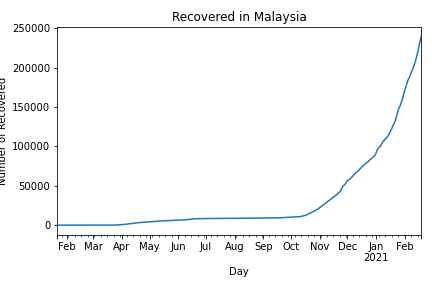 Recovered in Malaysia
250000
200000
150000
100000
50000
0
Number of Recovered
Feb Mar Apr May Jun Jul Aug Sep Oct Nov Dec Jan Feb
2021
Day